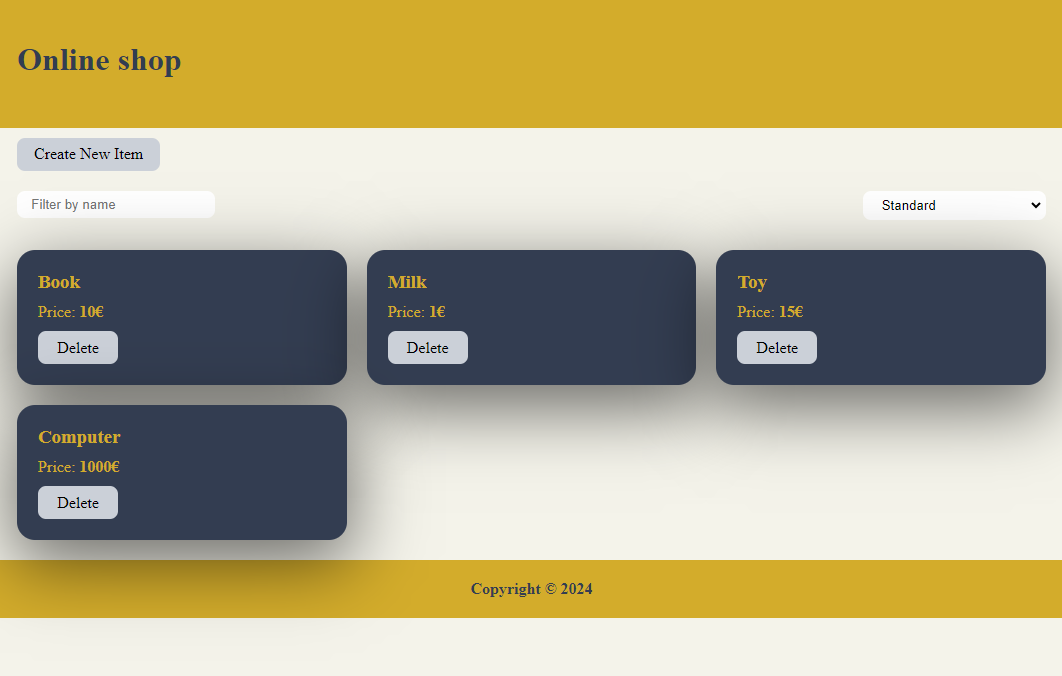 Online shop
Create New Item
Filter by name
Standard
Book
Price: 10€
Delete
Milk
Price: 1€
Delete
Toy
Price: 15€
Delete
Computer
Price: 1000€
Delete
Copyright © 2024